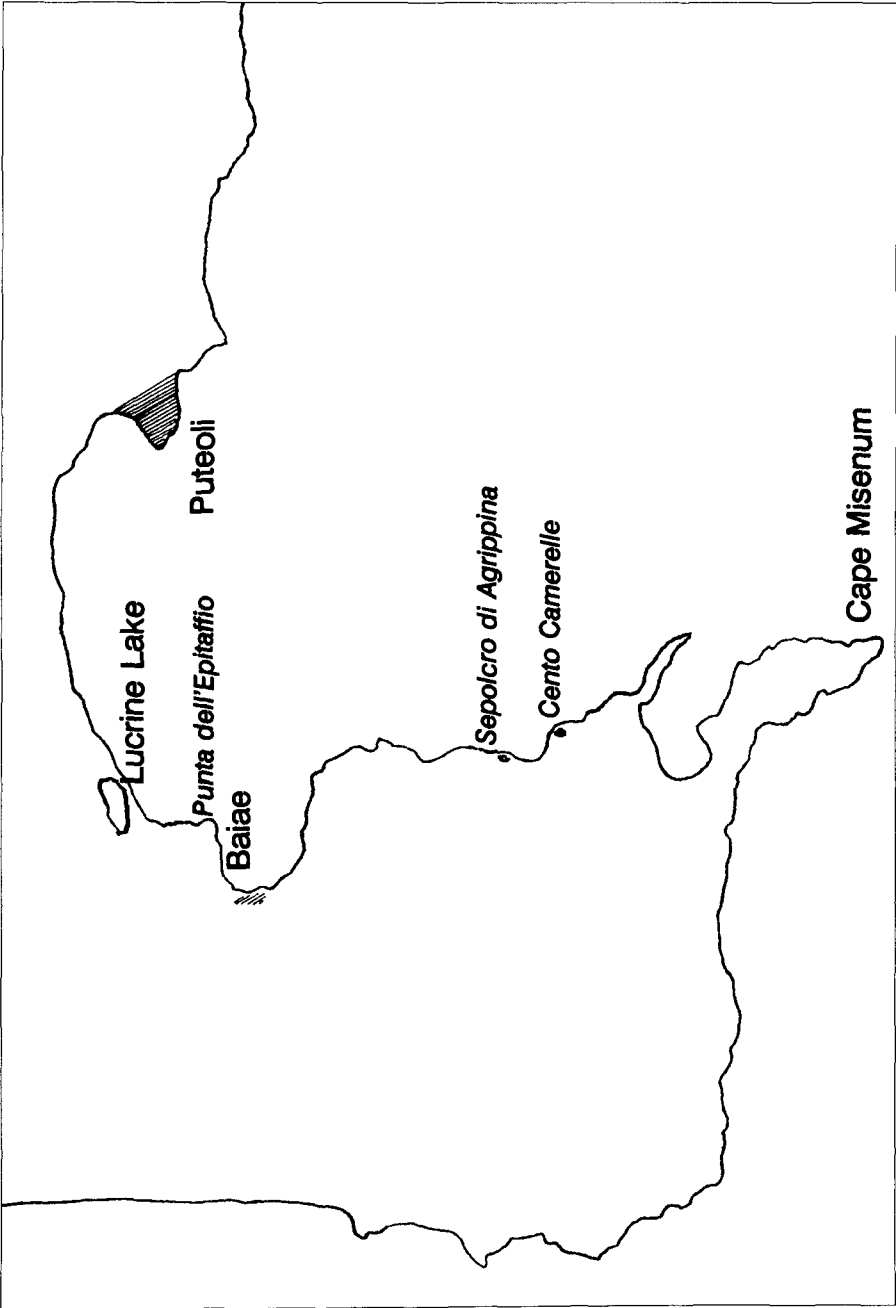 Lucrine Lake
Puteoli
Punta dell'Epitaffio
Baiae
Sepolcro di Agrippina
Cento Camerelle
Cape Misenum